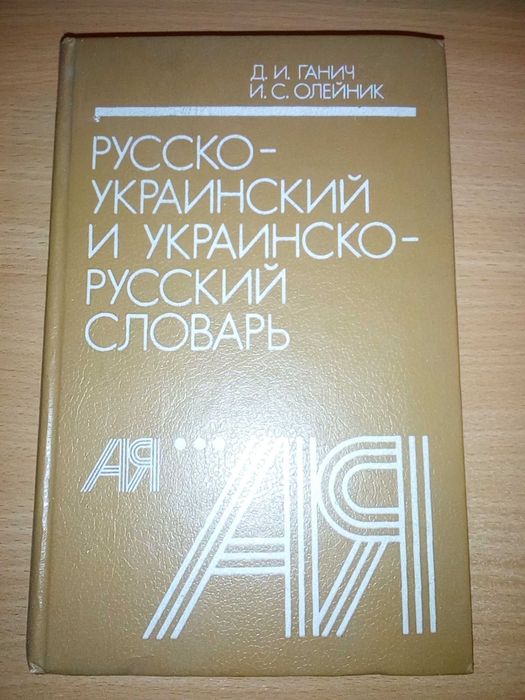 Д. И. ГАНИЧ
И. С. ОЛЕЙНИК
РУССКО-
УКРАИНСКИЙ
И УКРАИНСКО-
РУССКИЙ
СЛОВАРЬ
АЯ ... АЯ